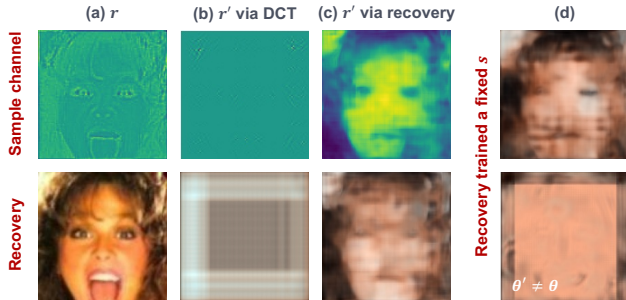 (a) r
(b) r′ via DCT
(c) r′ via recovery
(d)
Sample channel
Recovery
Recovery trained a fixed s
θ′ ≠ θ